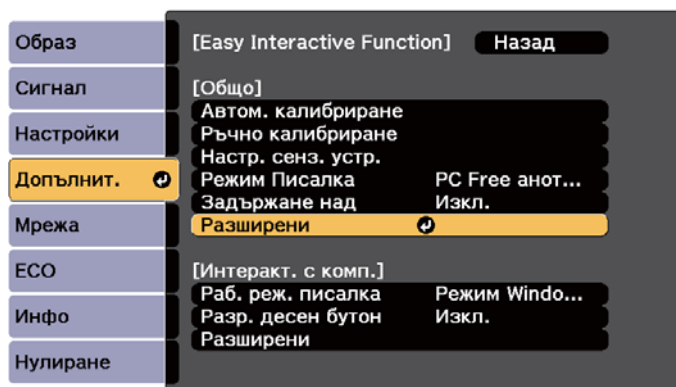 Образ
Сигнал
Настройки
Допълнит.
Мрежа
ECO
Инфо
Нулиране
[Easy Interactive Function] Назад
[Общо]
Автом. калибриране
Ръчно калибриране
Настр. сенз. устр.
Режим Писалка PC Free анот...
Задържане над Изкл.
Разширени
[Интеракт. с комп.]
Раб. реж. писалка Режим Windo...
Разр. десен бутон Изкл.
Разширени